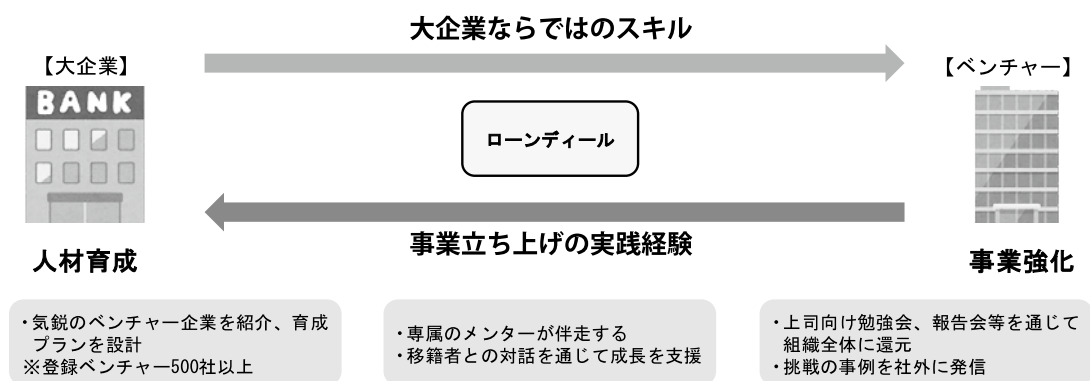 大企業ならではのスキル
【大企業】
【ベンチャー】
BANK
ローンディール
事業立ち上げの実践経験
人材育成
事業強化
・気鋭のベンチャー企業を紹介、育成
プランを設計
※登録ベンチャー500社以上
・専属のメンターが伴走する
・移籍者との対話を通じて成長を支援
・上司向け勉強会、報告会等を通じて
組織全体に還元
・挑戦の事例を社外に発信